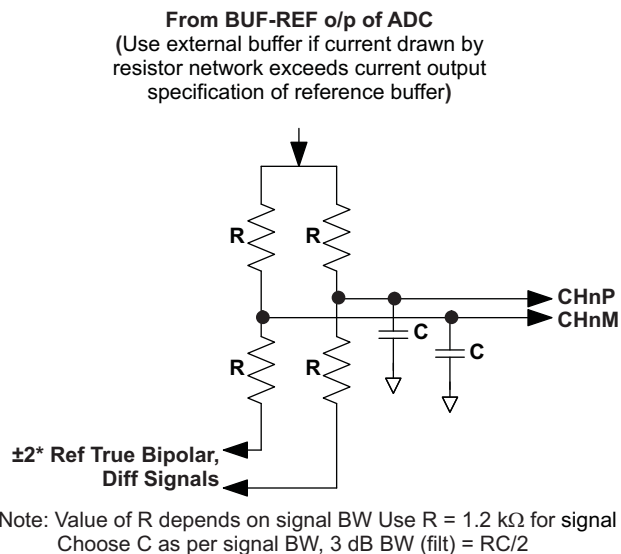 From BUF-REF o/p of ADC
(Use external buffer if current drawn by
resistor network exceeds current output
specification of reference buffer)
R
R
CHnP
CHnM
C
C
R
R
±2* Ref True Bipolar,
Diff Signals
Note: Value of R depends on signal BW Use R = 1.2 kΩ for signal
Choose C as per signal BW, 3 dB BW (filt) = RC/2